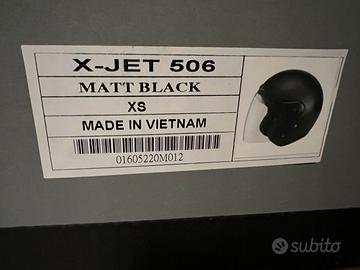 X-JET 506
MATT BLACK
XS
MADE IN VIETNAM
01605220M012
subito